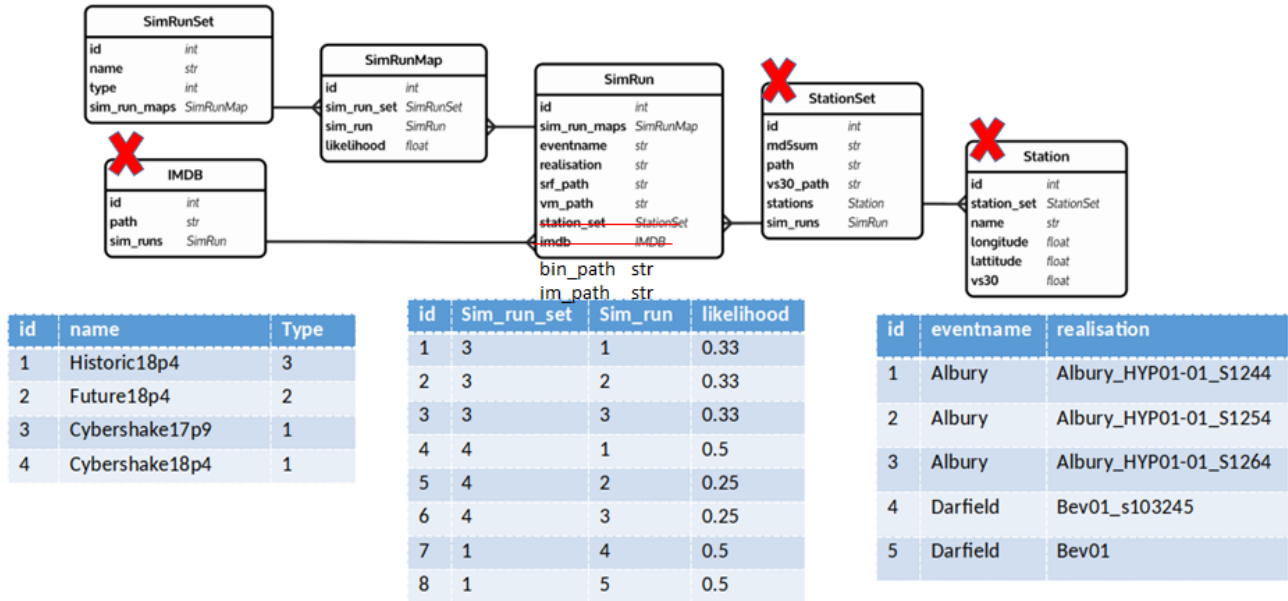 SimRunSet
id int
name str
type int
sim_run_maps SimRunMap
SimRunMap
id int
sim_run_set SimRunSet
sim_run SimRun
likelihood float
SimRun
id int
sim_run_maps SimRunMap
eventname str
realisation str
srf_path str
vm_path str
station_set StationSet
imdb IMDB
bin_path str
im_path str
StationSet
id int
md5sum str
path str
vs30_path str
stations Station
sim_runs SimRun
Station
id int
station_set StationSet
name str
longitude float
lattitude float
vs30 float
IMDB
id int
path str
sim_runs SimRun
id name Type
1 Historic18p4 3
2 Future18p4 2
3 Cybershake17p9 1
4 Cybershake18p4 1
id Sim_run_set Sim_run likelihood
1 3 1 0.33
2 3 2 0.33
3 3 3 0.33
4 4 1 0.5
5 4 2 0.25
6 4 3 0.25
7 1 4 0.5
8 1 5 0.5
id eventname realisation
1 Albury Albury_HYP01-01_S1244
2 Albury Albury_HYP01-01_S1254
3 Albury Albury_HYP01-01_S1264
4 Darfield Bev01_s103245
5 Darfield Bev01